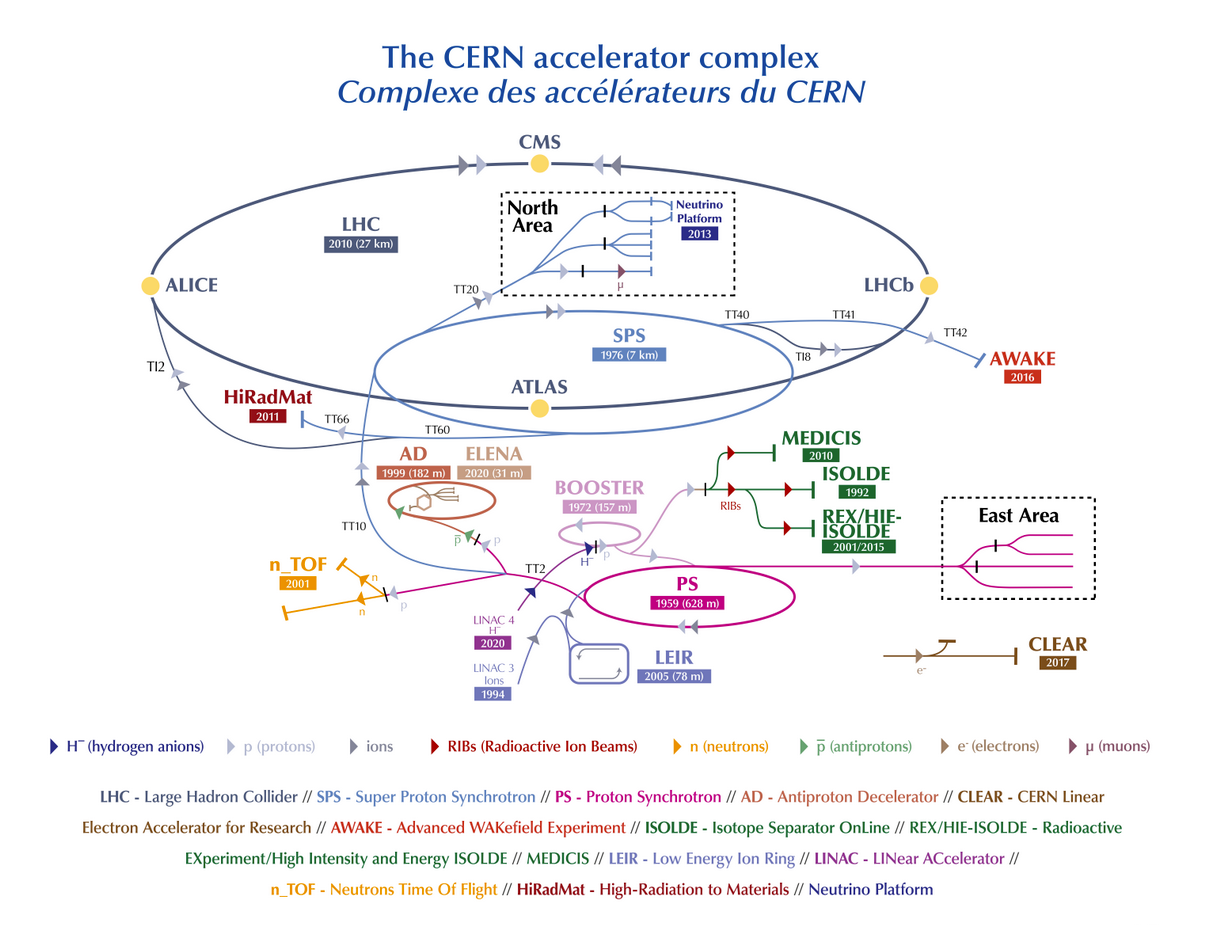 The CERN accelerator complex
Complexe des accélérateurs du CERN
CMS
LHC
2010 (27 km)
North
Area
Neutrino
Platform
2013
μ
ALICE
LHCb
TT20
TT40
TT41
TT42
SPS
1976 (7 km)
TI8
AWAKE
2016
TI2
ATLAS
HiRadMat
2011
TT66
TT60
AD
1999 (182 m)
ELENA
2020 (31 m)
BOOSTER
1972 (157 m)
MEDICIS
2010
ISOLDE
1992
RIBs
REX/HIE-
ISOLDE
2001/2015
East Area
TT10
p̅
p
H⁻
p
n_TOF
2001
n
n
p
TT2
PS
1959 (628 m)
LINAC 4
H⁻
2020
LINAC 3
Ions
1994
LEIR
2005 (78 m)
e⁻
CLEAR
2017
H⁻ (hydrogen anions)
p (protons)
ions
RIBs (Radioactive Ion Beams)
n (neutrons)
p̅ (antiprotons)
e⁻ (electrons)
μ (muons)
LHC - Large Hadron Collider // SPS - Super Proton Synchrotron // PS - Proton Synchrotron // AD - Antiproton Decelerator // CLEAR - CERN Linear
Electron Accelerator for Research // AWAKE - Advanced WAKefield Experiment // ISOLDE - Isotope Separator OnLine // REX/HIE-ISOLDE - Radioactive
EXperiment/High Intensity and Energy ISOLDE // MEDICIS // LEIR - Low Energy Ion Ring // LINAC - LINear ACcelerator //
n_TOF - Neutrons Time Of Flight // HiRadMat - High-Radiation to Materials // Neutrino Platform